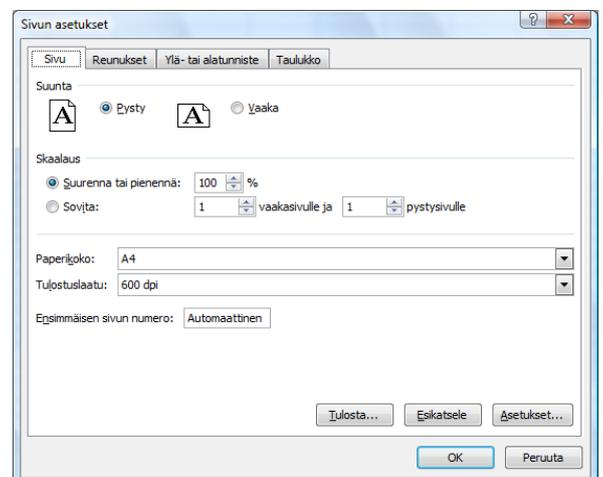 Sivun asetukset
Sivu Reunukset Ylä- tai alatunniste Taulukko
Suunta
A Pysty A Vaaka
Skaalaus
Suurenna tai pienennä: 100 %
Sovita: 1 vaakasivulle ja 1 pystysivulle
Paperikoko: A4
Tulostuslaatu: 600 dpi
Ensimmäisen sivun numero: Automaattinen
Tulosta... Esikatsele Asetukset...
OK Peruuta